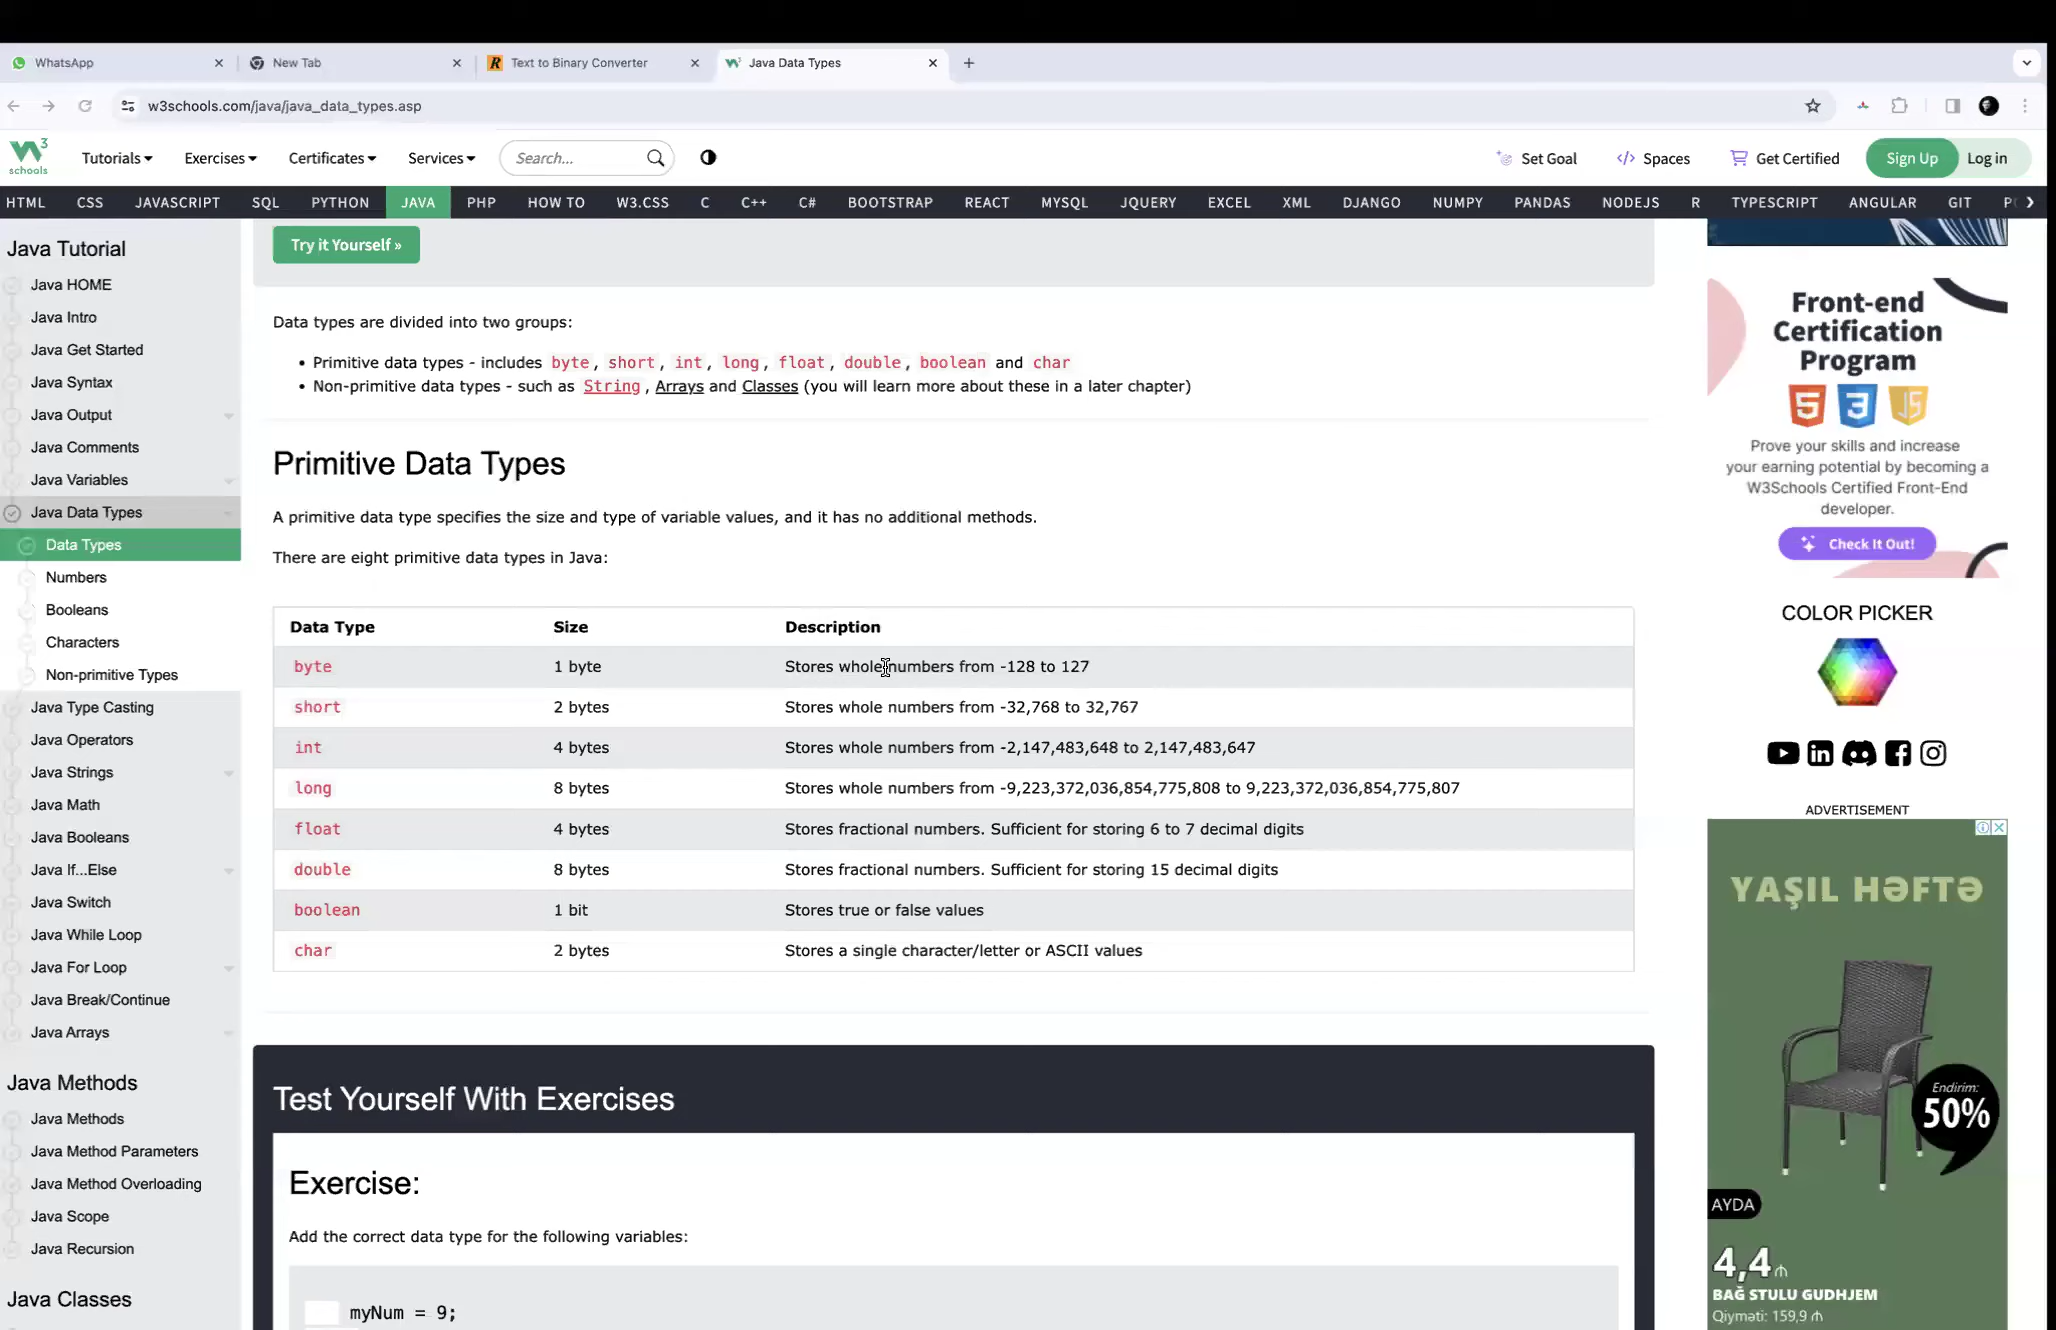 WhatsApp
New Tab
Text to Binary Converter
Java Data Types
w3schools.com/java/java_data_types.asp
W3 schools
Tutorials
Exercises
Certificates
Services
Search...
Set Goal
Spaces
Get Certified
Sign Up
Log in
HTML CSS JAVASCRIPT SQL PYTHON JAVA PHP HOW TO W3.CSS C C++ C# BOOTSTRAP REACT MYSQL JQUERY EXCEL XML DJANGO NUMPY PANDAS NODEJS R TYPESCRIPT ANGULAR GIT
Java Tutorial
Java HOME
Java Intro
Java Get Started
Java Syntax
Java Output
Java Comments
Java Variables
Java Data Types
Data Types
Numbers
Booleans
Characters
Non-primitive Types
Java Type Casting
Java Operators
Java Strings
Java Math
Java Booleans
Java If...Else
Java Switch
Java While Loop
Java For Loop
Java Break/Continue
Java Arrays
Java Methods
Java Methods
Java Method Parameters
Java Method Overloading
Java Scope
Java Recursion
Java Classes
Try it Yourself »
Data types are divided into two groups:
• Primitive data types - includes byte, short, int, long, float, double, boolean and char
• Non-primitive data types - such as String, Arrays and Classes (you will learn more about these in a later chapter)
Primitive Data Types
A primitive data type specifies the size and type of variable values, and it has no additional methods.
There are eight primitive data types in Java:
Data Type Size Description
byte 1 byte Stores whole numbers from -128 to 127
short 2 bytes Stores whole numbers from -32,768 to 32,767
int 4 bytes Stores whole numbers from -2,147,483,648 to 2,147,483,647
long 8 bytes Stores whole numbers from -9,223,372,036,854,775,808 to 9,223,372,036,854,775,807
float 4 bytes Stores fractional numbers. Sufficient for storing 6 to 7 decimal digits
double 8 bytes Stores fractional numbers. Sufficient for storing 15 decimal digits
boolean 1 bit Stores true or false values
char 2 bytes Stores a single character/letter or ASCII values
Test Yourself With Exercises
Exercise:
Add the correct data type for the following variables:
myNum = 9;
Front-end
Certification
Program
5 3 JS
Prove your skills and increase
your earning potential by becoming a
W3Schools Certified Front-End
developer.
Check It Out!
COLOR PICKER
ADVERTISEMENT
YAŞIL HƏFTƏ
Endirim:
50%
AYDA
4,4 ₼
BAĞ STULU GUDHJEM
Qiyməti: 159,9 ₼